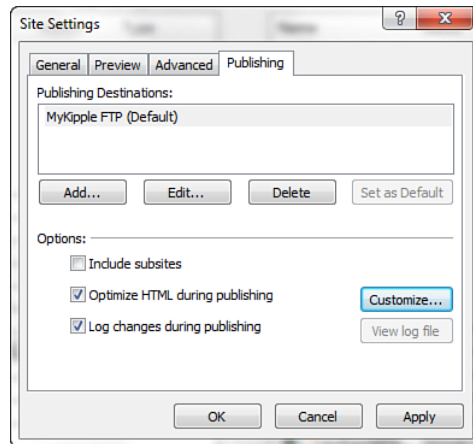 Site Settings
General Preview Advanced Publishing
Publishing Destinations:
MyKipple FTP (Default)
Add... Edit... Delete Set as Default
Options:
Include subsites
Optimize HTML during publishing Customize...
Log changes during publishing View log file
OK Cancel Apply